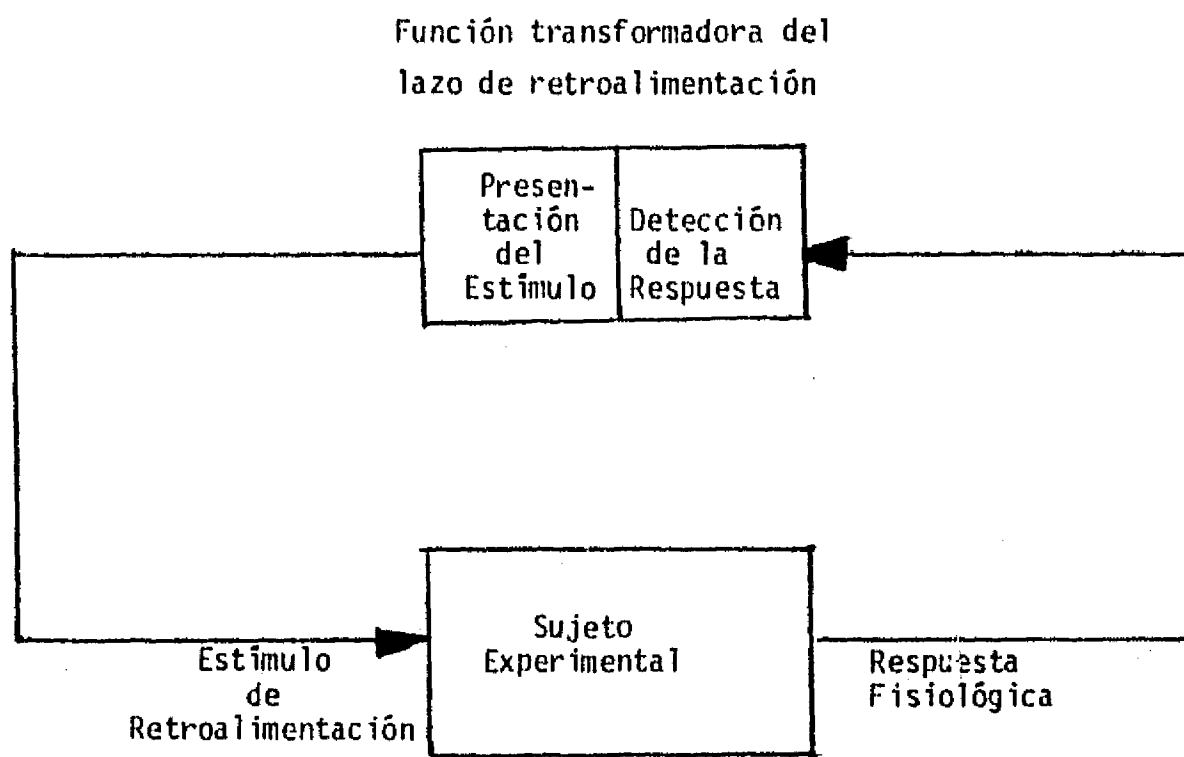 Función transformadora del
lazo de retroalimentación
Presen-
tación
del
Estímulo
Detección
de la
Respuesta
Sujeto
Experimental
Estímulo
de
Retroalimentación
Respuesta
Fisiológica